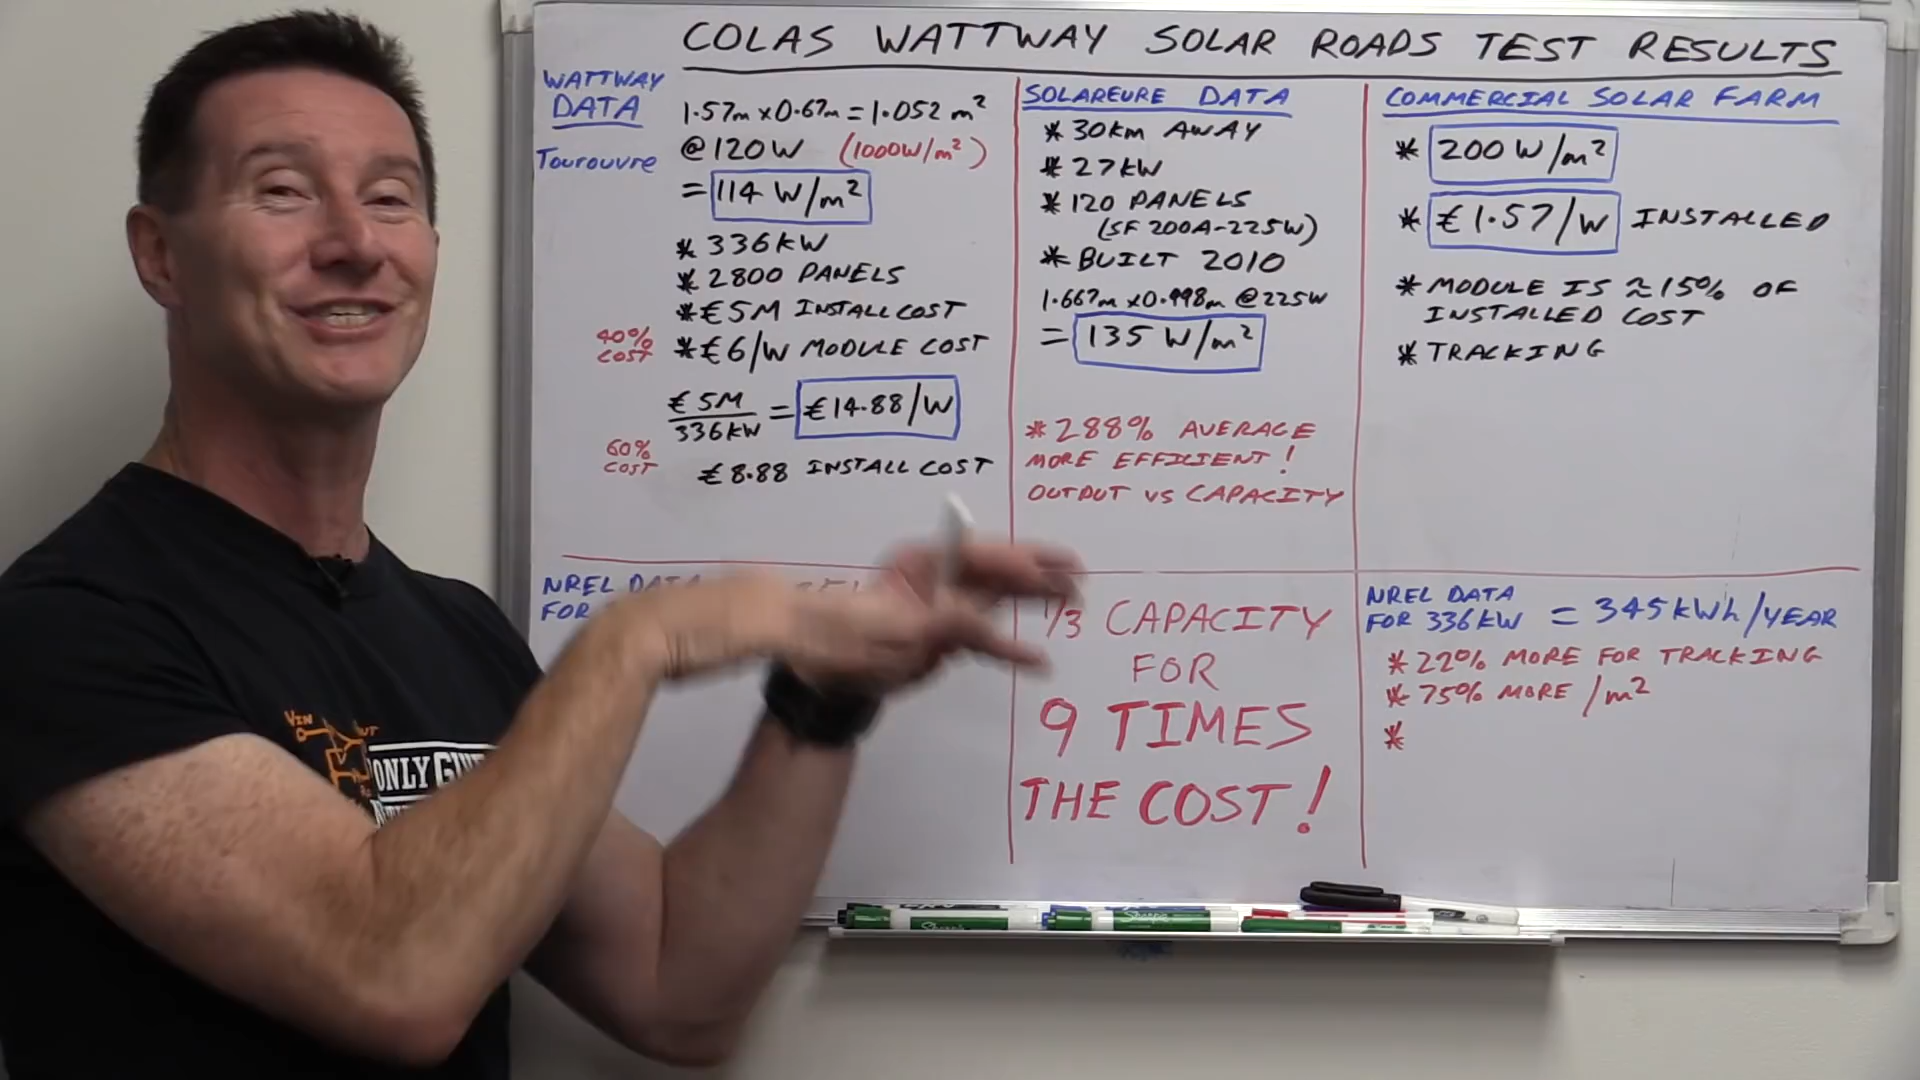 COLAS WATTWAY SOLAR ROADS TEST RESULTS
WATTWAY
DATA
Tourouvre
1.57m x 0.67m = 1.052 m²
@ 120W (1000W/m²)
= 114 W/m²
* 336kW
* 2800 PANELS
* €5M INSTALL COST
40%
COST
* €6/W MODULE COST
€5M
336kW
= €14.88/W
60%
COST
€8.88 INSTALL COST
SOLAREURE DATA
* 30km AWAY
* 27kW
* 120 PANELS
(SF 200A-225W)
* BUILT 2010
1.667m x 0.998m @ 225W
= 135 W/m²
* 288% AVERAGE
MORE EFFICIENT!
OUTPUT VS CAPACITY
COMMERCIAL SOLAR FARM
* 200 W/m²
* €1.57/W INSTALLED
* MODULE IS ≈15% OF
INSTALLED COST
* TRACKING
NREL DATA
FOR
1/3 CAPACITY
FOR
9 TIMES
THE COST!
NREL DATA
FOR 336kW = 345kWh/YEAR
* 22% MORE FOR TRACKING
* 75% MORE /m²
*
VIN
ONLY
Sharpie
Sharpie